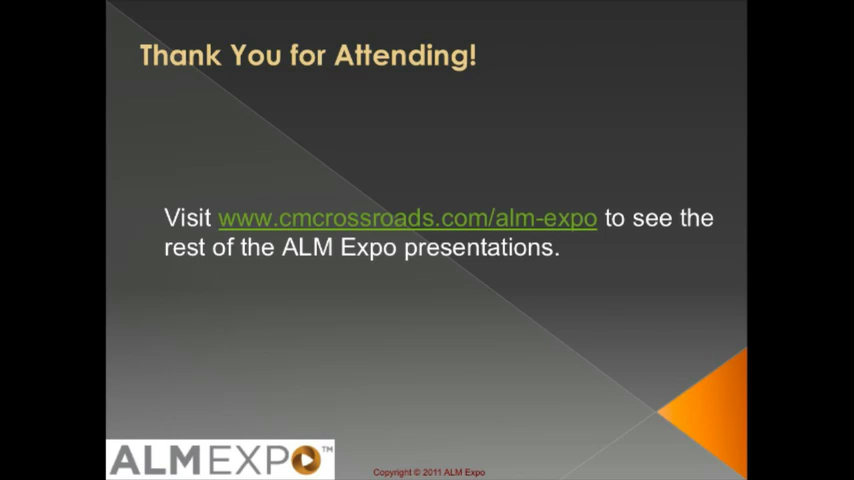 Thank You for Attending!
Visit www.cmcrossroads.com/alm-expo to see the
rest of the ALM Expo presentations.
ALMEXPO™
Copyright © 2011 ALM Expo